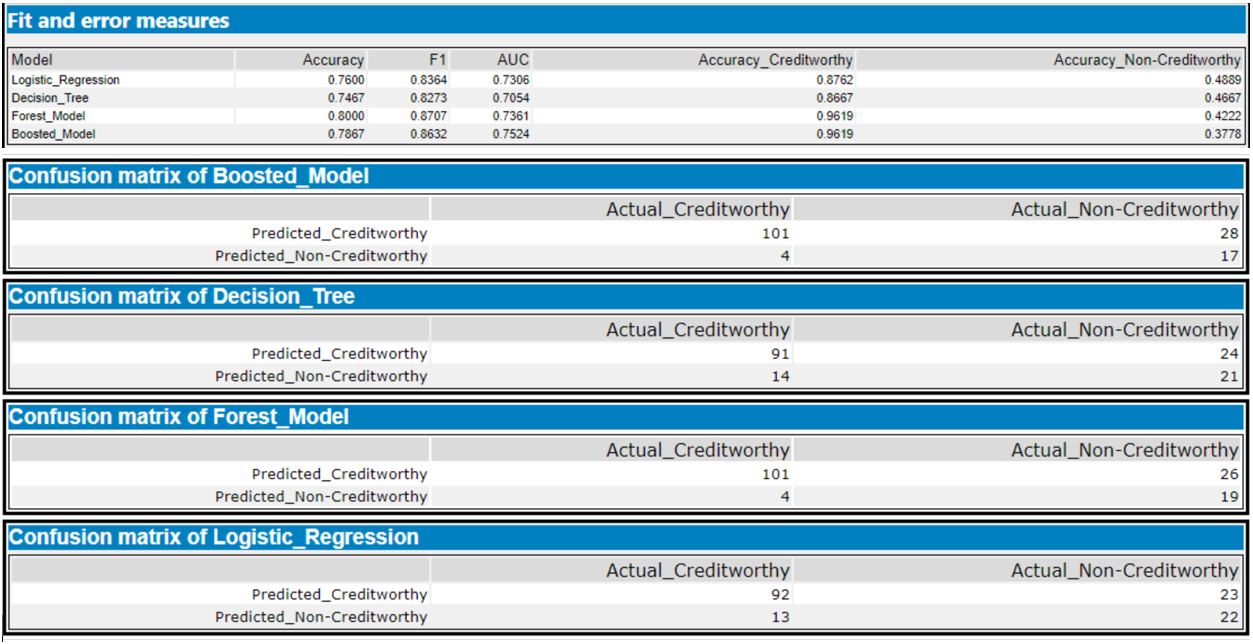 Fit and error measures
Model Accuracy F1 AUC Accuracy_Creditworthy Accuracy_Non-Creditworthy
Logistic_Regression 0.7600 0.8364 0.7306 0.8762 0.4889
Decision_Tree 0.7467 0.8273 0.7054 0.8667 0.4667
Forest_Model 0.8000 0.8707 0.7361 0.9619 0.4222
Boosted_Model 0.7867 0.8632 0.7524 0.9619 0.3778
Confusion matrix of Boosted_Model
Actual_Creditworthy Actual_Non-Creditworthy
Predicted_Creditworthy 101 28
Predicted_Non-Creditworthy 4 17
Confusion matrix of Decision_Tree
Actual_Creditworthy Actual_Non-Creditworthy
Predicted_Creditworthy 91 24
Predicted_Non-Creditworthy 14 21
Confusion matrix of Forest_Model
Actual_Creditworthy Actual_Non-Creditworthy
Predicted_Creditworthy 101 26
Predicted_Non-Creditworthy 4 19
Confusion matrix of Logistic_Regression
Actual_Creditworthy Actual_Non-Creditworthy
Predicted_Creditworthy 92 23
Predicted_Non-Creditworthy 13 22